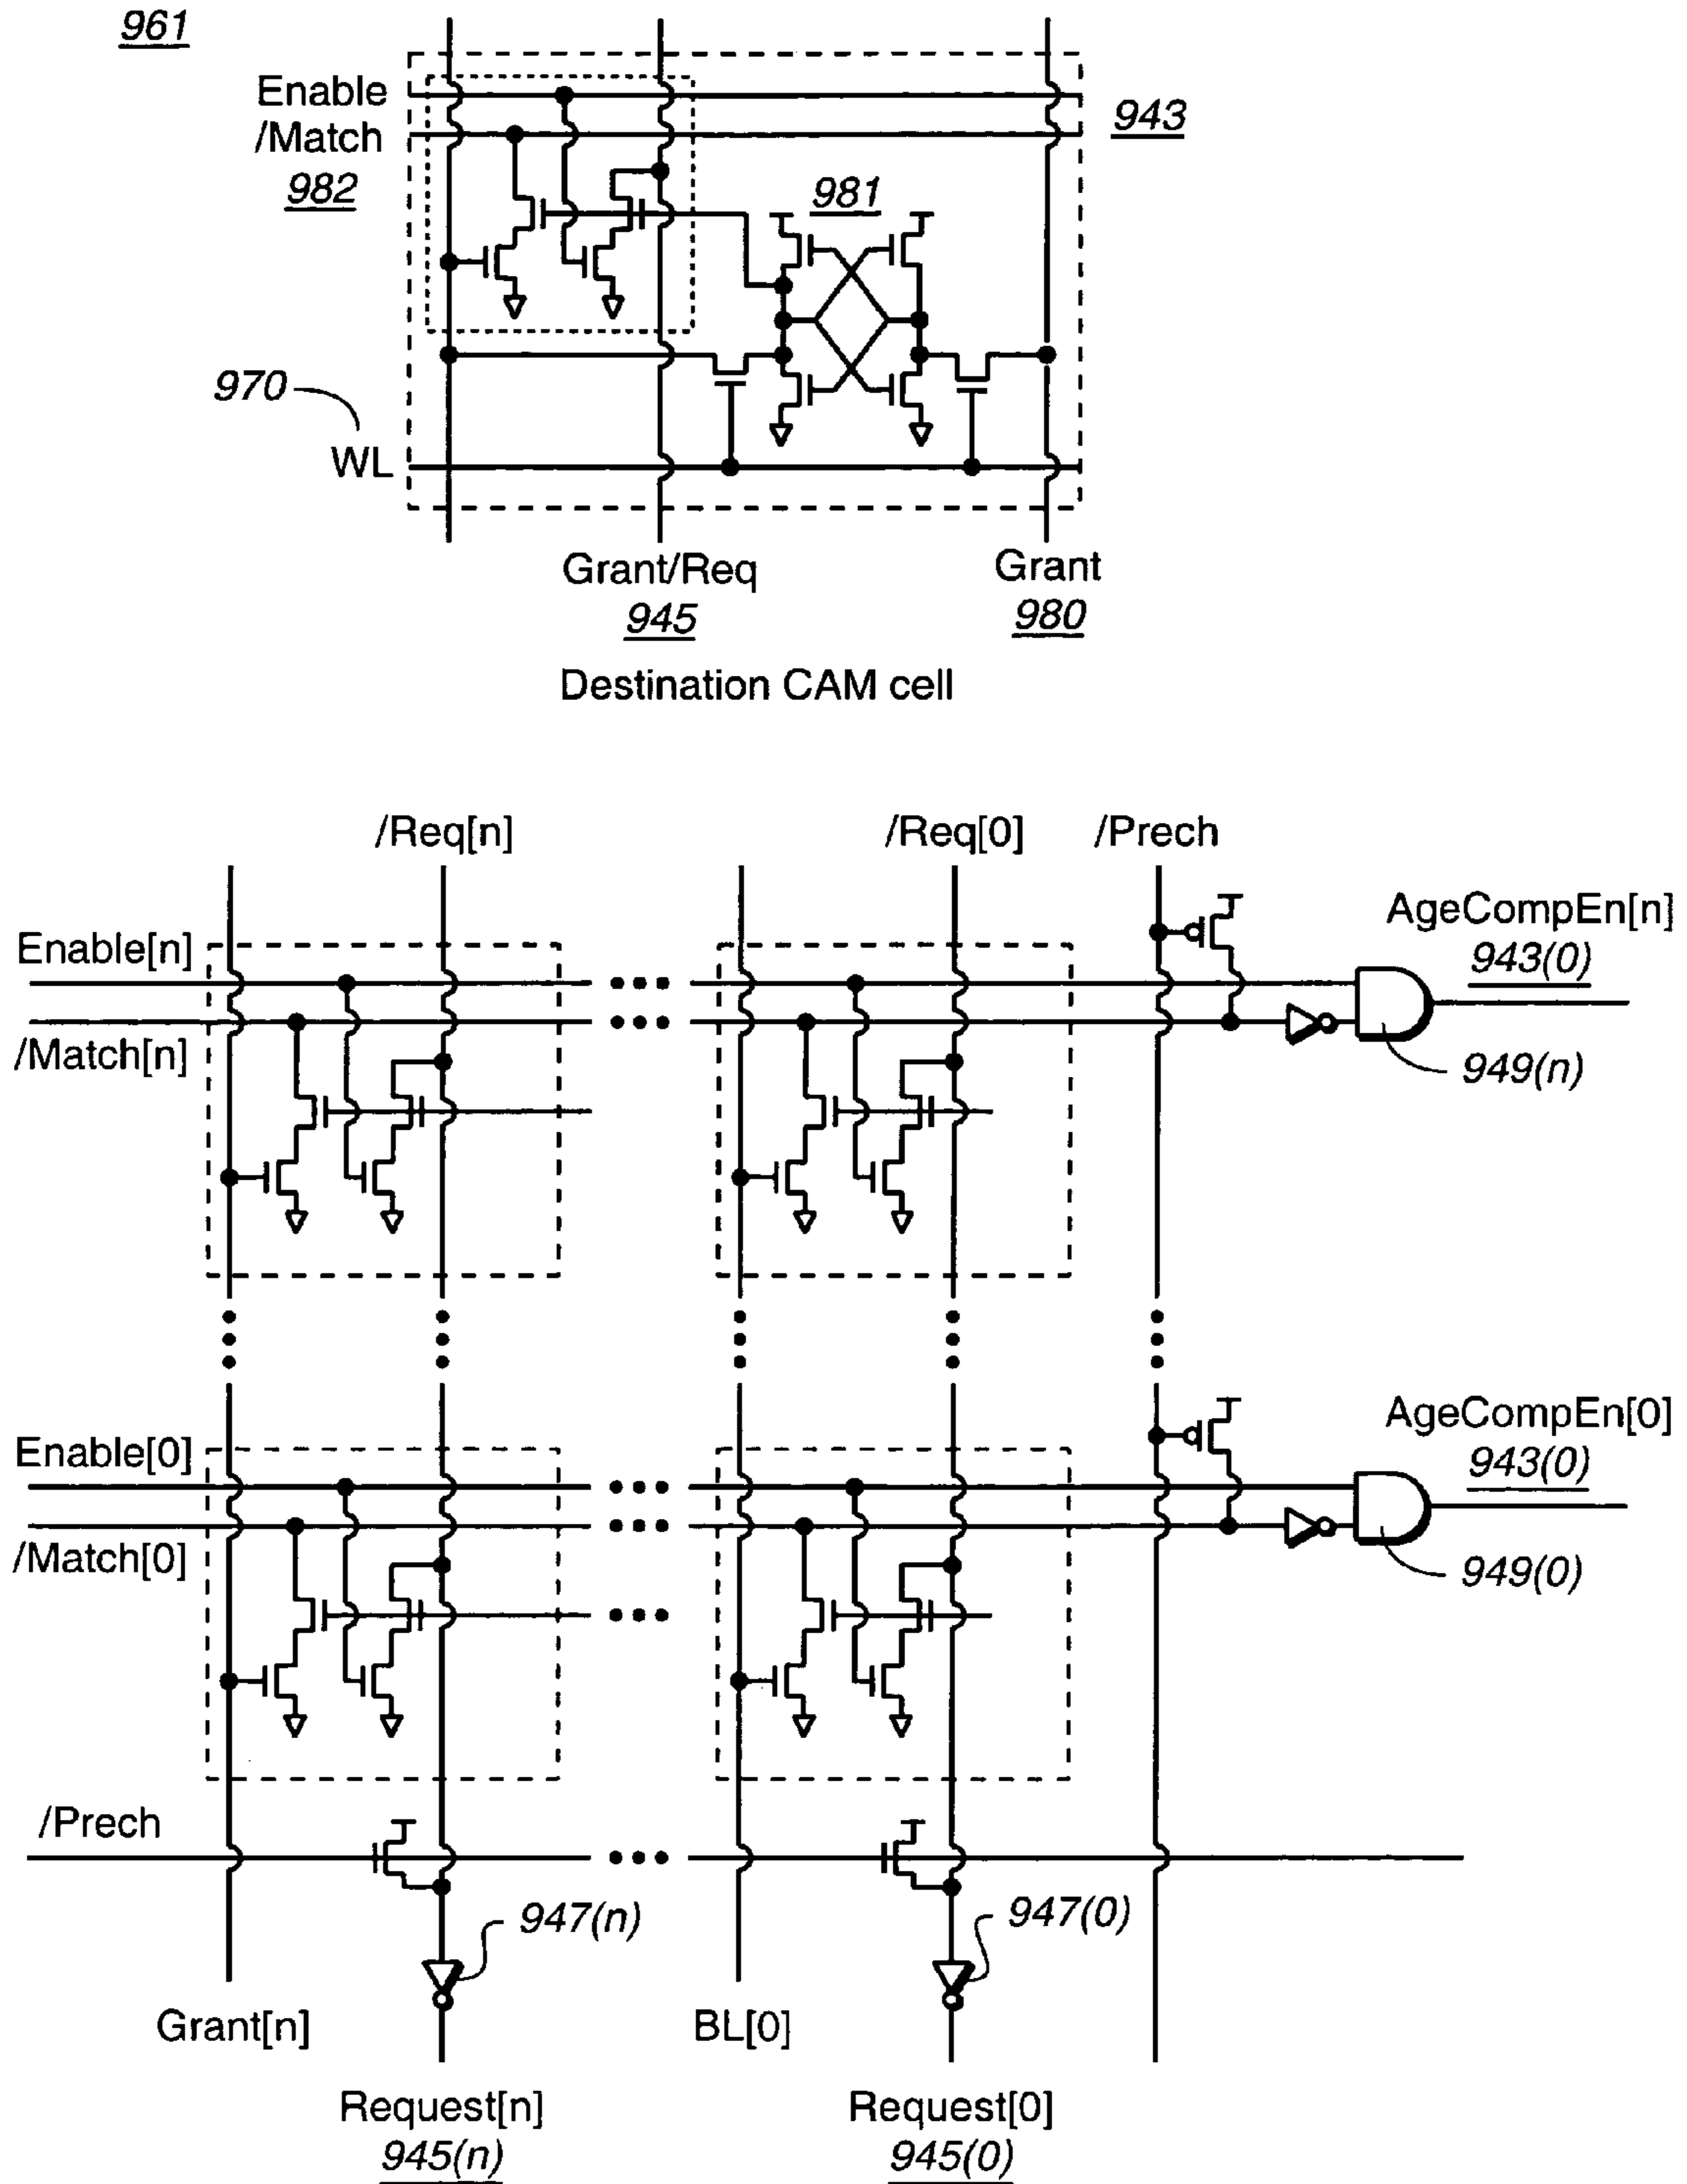 961
Enable
/Match
982
943
981
970
WL
Grant/Req
945
Grant
980
Destination CAM cell
/Req[n]
/Req[0]
/Prech
AgeCompEn[n]
943(0)
Enable[n]
/Match[n]
949(n)
AgeCompEn[0]
943(0)
Enable[0]
/Match[0]
949(0)
/Prech
947(n)
947(0)
Grant[n]
BL[0]
Request[n]
945(n)
Request[0]
945(0)